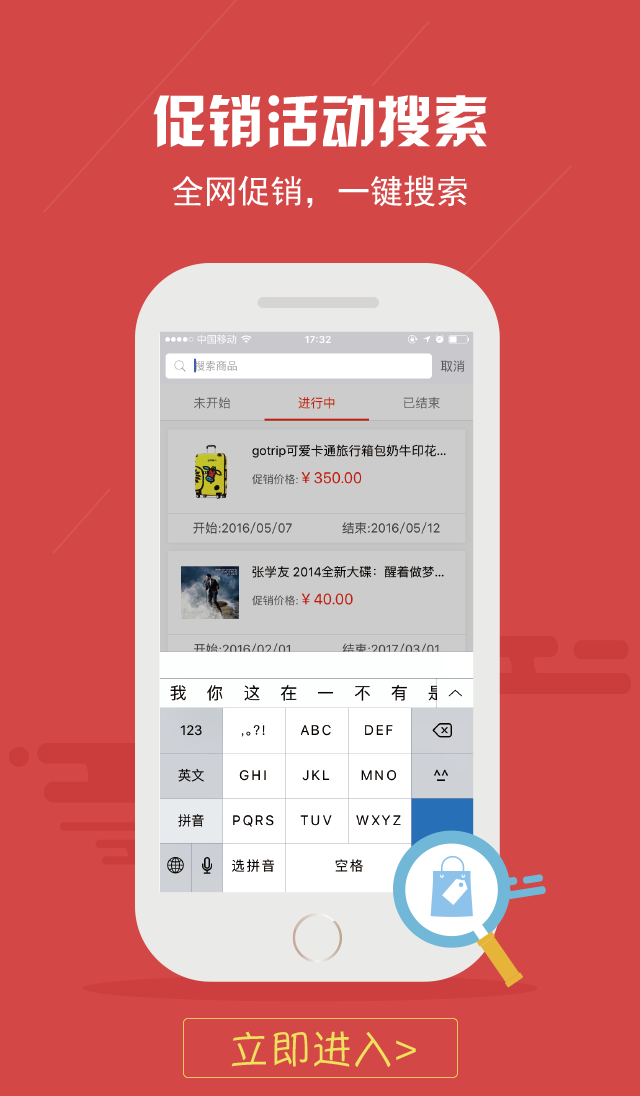 促销活动搜索
全网促销，一键搜索
中国移动 17:32
搜索商品 取消
未开始 进行中 已结束
gotrip可爱卡通旅行箱包奶牛印花...
促销价格:￥350.00
开始:2016/05/07 结束:2016/05/12
张学友 2014全新大碟：醒着做梦...
促销价格:￥40.00
开始:2016/02/01 结束:2017/03/01
我 你 这 在 一 不 有 是
123 ,。?! ABC DEF
英文 GHI JKL MNO ^^
拼音 PQRS TUV WXYZ
选拼音 空格
立即进入>